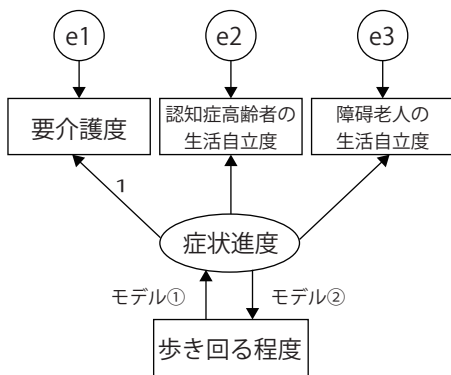 e1
e2
e3
要介護度
認知症高齢者の
生活自立度
障碍老人の
生活自立度
1
症状進度
モデル①
モデル②
歩き回る程度